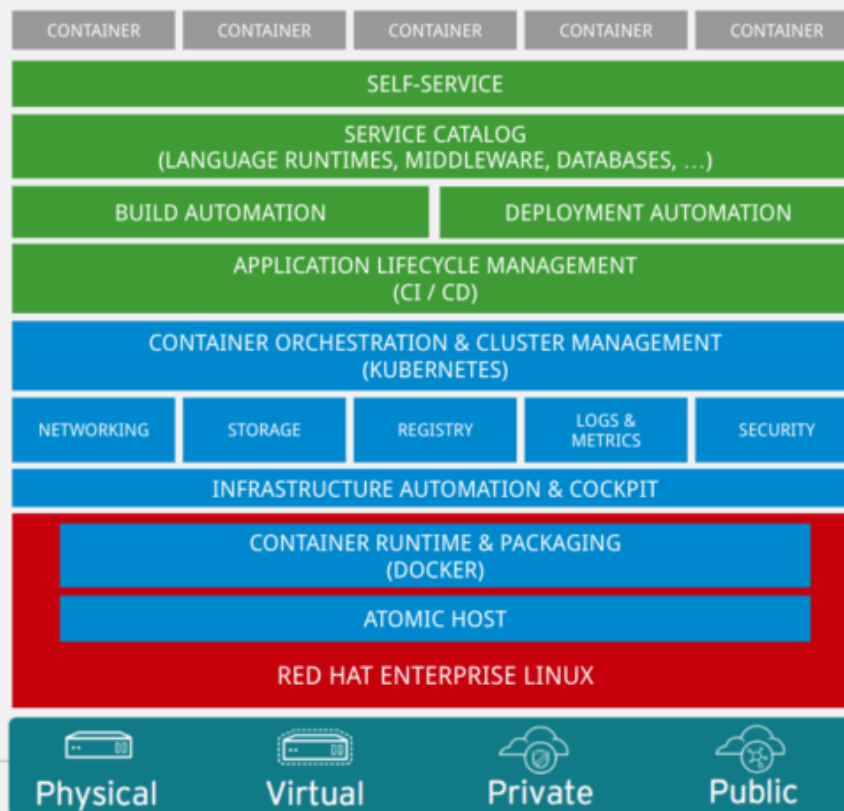 CONTAINER CONTAINER CONTAINER CONTAINER CONTAINER
SELF-SERVICE
SERVICE CATALOG
(LANGUAGE RUNTIMES, MIDDLEWARE, DATABASES, ...)
BUILD AUTOMATION DEPLOYMENT AUTOMATION
APPLICATION LIFECYCLE MANAGEMENT
(CI / CD)
CONTAINER ORCHESTRATION & CLUSTER MANAGEMENT
(KUBERNETES)
NETWORKING STORAGE REGISTRY LOGS & METRICS SECURITY
INFRASTRUCTURE AUTOMATION & COCKPIT
CONTAINER RUNTIME & PACKAGING
(DOCKER)
ATOMIC HOST
RED HAT ENTERPRISE LINUX
Physical Virtual Private Public